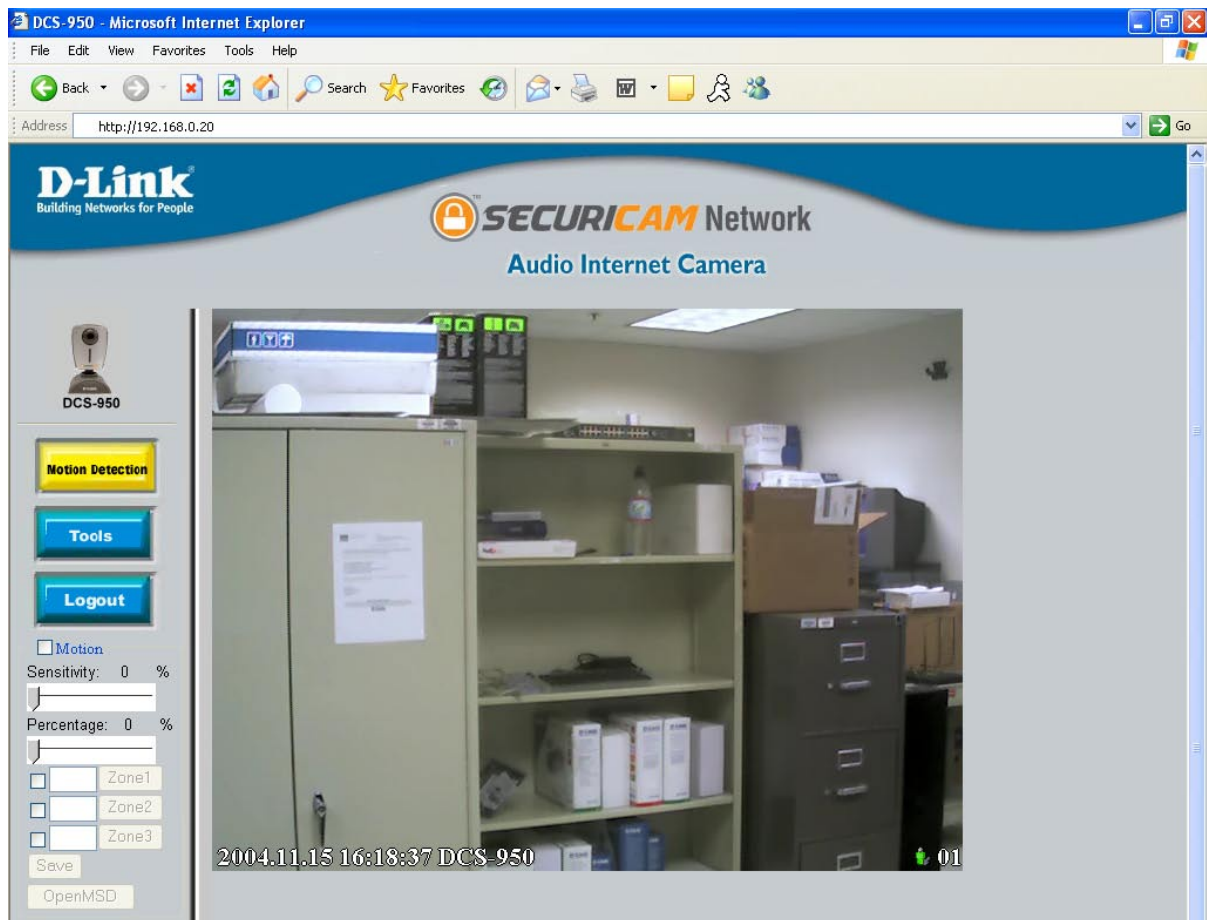 DCS-950 - Microsoft Internet Explorer
File Edit View Favorites Tools Help
Back Search Favorites
Address http://192.168.0.20 Go
D-Link®
Building Networks for People
SECURICAM™ Network
Audio Internet Camera
DCS-950
Motion Detection
Tools
Logout
Motion
Sensitivity: 0 %
Percentage: 0 %
Zone1
Zone2
Zone3
Save
OpenMSD
2004.11.15 16:18:37 DCS-950
01